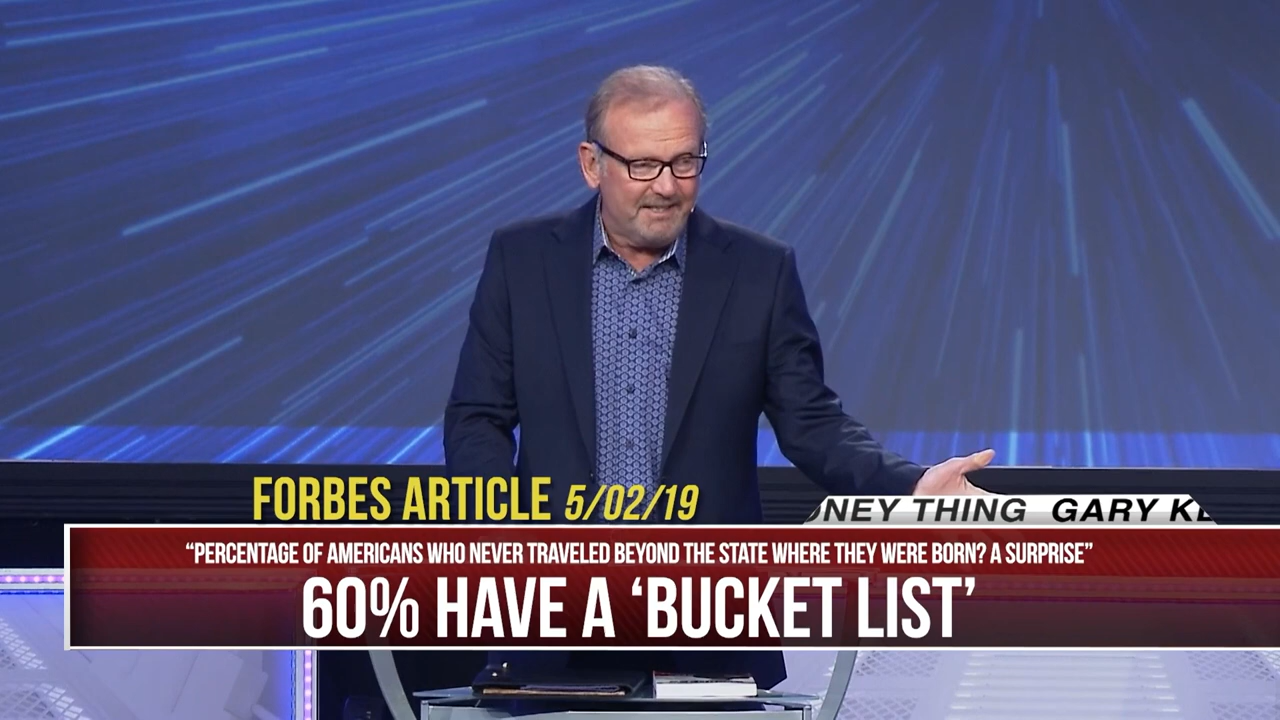 FORBES ARTICLE 5/02/19
ONEY THING GARY KE
“PERCENTAGE OF AMERICANS WHO NEVER TRAVELED BEYOND THE STATE WHERE THEY WERE BORN? A SURPRISE”
60% HAVE A ‘BUCKET LIST’